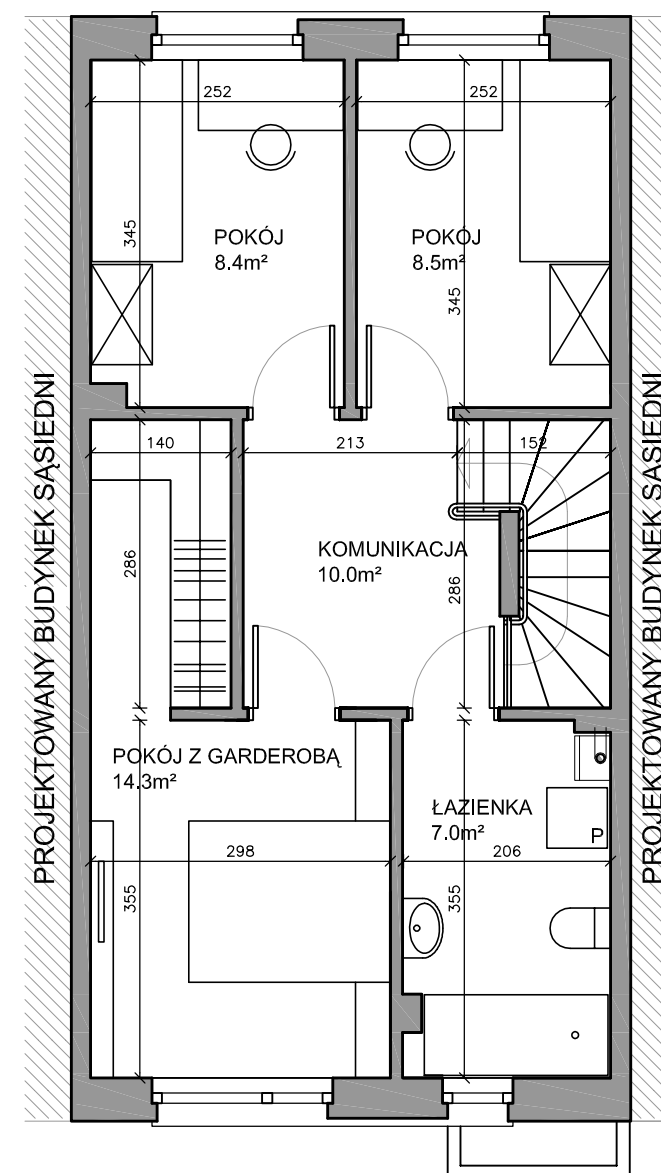 252
252
345
345
POKÓJ
8.4m²
POKÓJ
8.5m²
140
213
152
286
286
KOMUNIKACJA
10.0m²
PROJEKTOWANY BUDYNEK SĄSIEDNI
PROJEKTOWANY BUDYNEK SĄSIEDNI
POKÓJ Z GARDEROBĄ
14.3m²
ŁAZIENKA
7.0m²
P
298
206
355
355